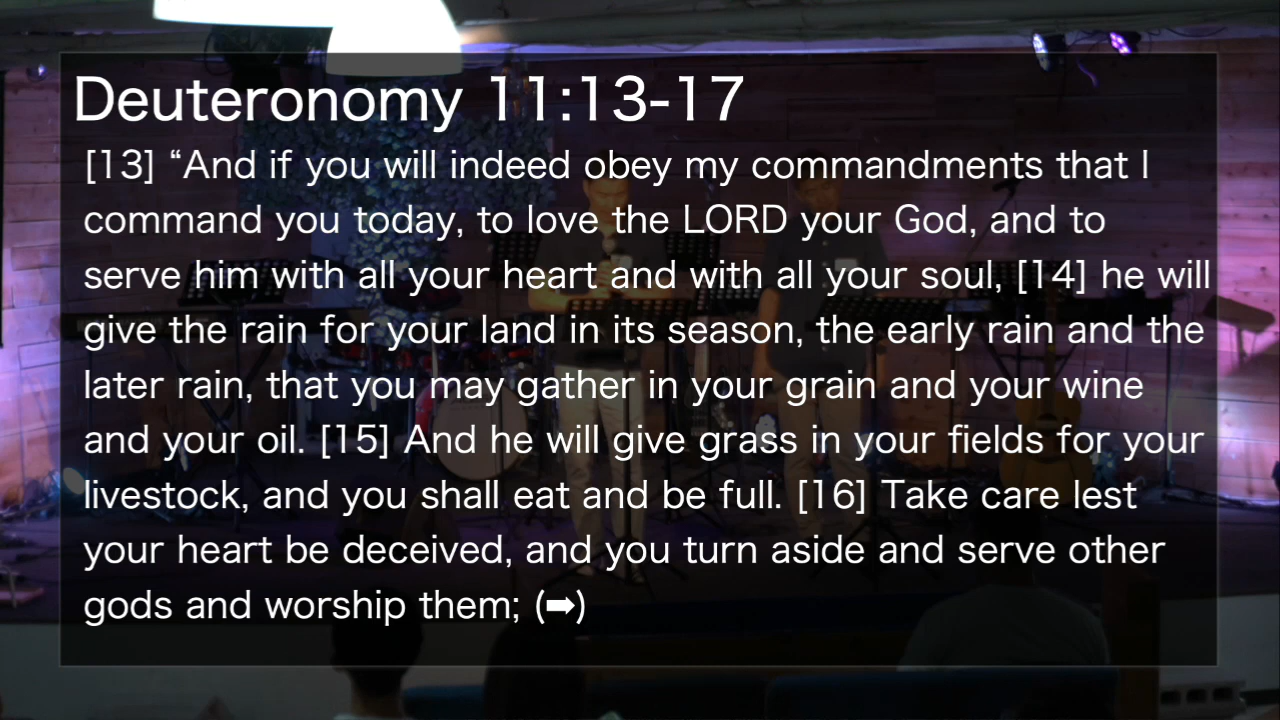 Deuteronomy 11:13-17
[13] “And if you will indeed obey my commandments that I
command you today, to love the LORD your God, and to
serve him with all your heart and with all your soul, [14] he will
give the rain for your land in its season, the early rain and the
later rain, that you may gather in your grain and your wine
and your oil. [15] And he will give grass in your fields for your
livestock, and you shall eat and be full. [16] Take care lest
your heart be deceived, and you turn aside and serve other
gods and worship them; (➡)